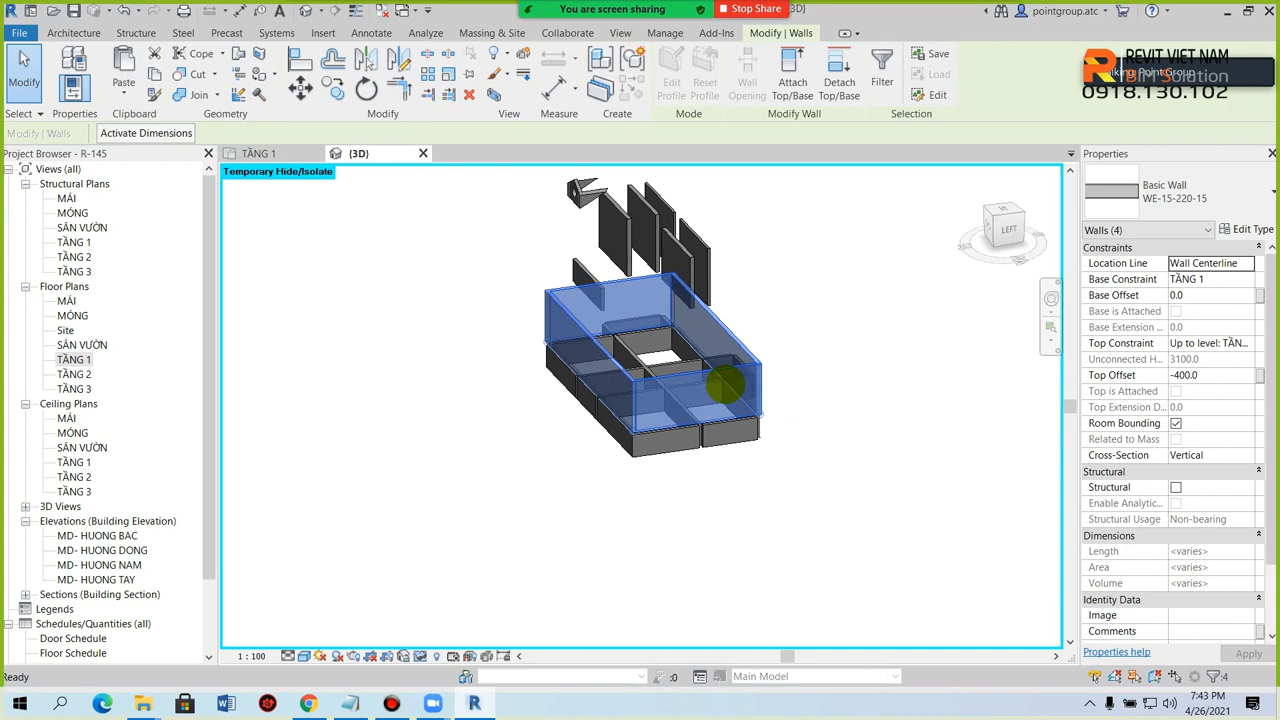 You are screen sharing
Stop Share
3D)
pointgroup.atc
File
Architecture
Structure
Steel
Precast
Systems
Insert
Annotate
Analyze
Massing & Site
Collaborate
View
Manage
Add-Ins
Modify | Walls
Modify
Paste
Cope
Cut
Join
Edit
Profile
Reset
Profile
Wall
Opening
Attach
Top/Base
Detach
Top/Base
Filter
Save
Load
Edit
REVIT VIET NAM
0918.130.102
Select
Properties
Clipboard
Geometry
Modify
View
Measure
Create
Mode
Modify Wall
Selection
Modify | Walls
Activate Dimensions
Project Browser - R-145
Views (all)
Structural Plans
MÁI
MÓNG
SÂN VƯỜN
TẦNG 1
TẦNG 2
TẦNG 3
Floor Plans
MÁI
MÓNG
Site
SÂN VƯỜN
TẦNG 1
TẦNG 2
TẦNG 3
Ceiling Plans
MÁI
MÓNG
SÂN VƯỜN
TẦNG 1
TẦNG 2
TẦNG 3
3D Views
Elevations (Building Elevation)
MD- HUONG BAC
MD- HUONG DONG
MD- HUONG NAM
MD- HUONG TAY
Sections (Building Section)
Legends
Schedules/Quantities (all)
Door Schedule
Floor Schedule
TẦNG 1
{3D}
Temporary Hide/Isolate
LEFT
1 : 100
Properties
Basic Wall
WE-15-220-15
Walls (4)
Edit Type
Constraints
Location Line
Wall Centerline
Base Constraint
TẦNG 1
Base Offset
0.0
Base is Attached
Base Extension
0.0
Top Constraint
Up to level: TẦN...
Unconnected H...
3100.0
Top Offset
-400.0
Top is Attached
Top Extension D...
0.0
Room Bounding
Related to Mass
Cross-Section
Vertical
Structural
Structural
Enable Analytic...
Structural Usage
Non-bearing
Dimensions
Length
<varies>
Area
<varies>
Volume
<varies>
Identity Data
Image
Comments
Properties help
Apply
Ready
:0
Main Model
:4
7:43 PM
4/26/2021